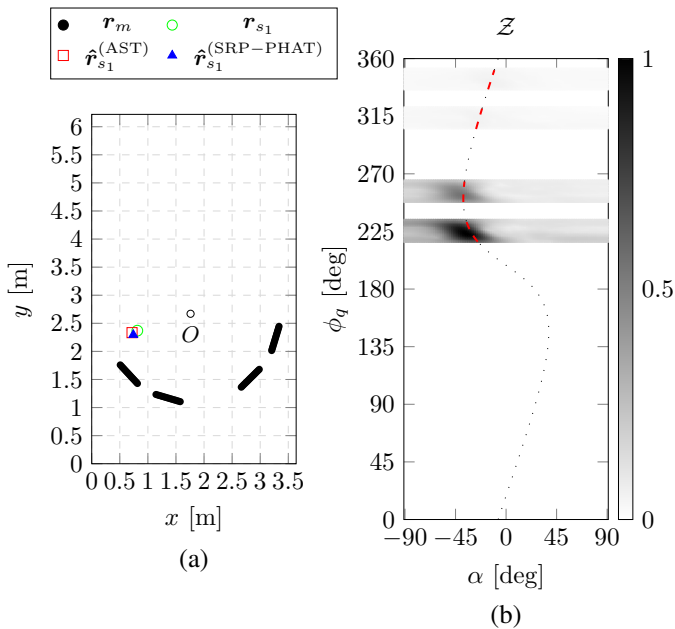 r_m r_{s_1}
r̂_{s_1}^{(AST)} r̂_{s_1}^{(SRP−PHAT)}
6
5.5
5
4.5
4
3.5
3
2.5
2
1.5
1
0.5
0
y [m]
O
0 0.5 1 1.5 2 2.5 3 3.5
x [m]
(a)
𝒵
360
315
270
225
180
135
90
45
0
ϕ_q [deg]
−90 −45 0 45 90
α [deg]
1
0.5
0
(b)